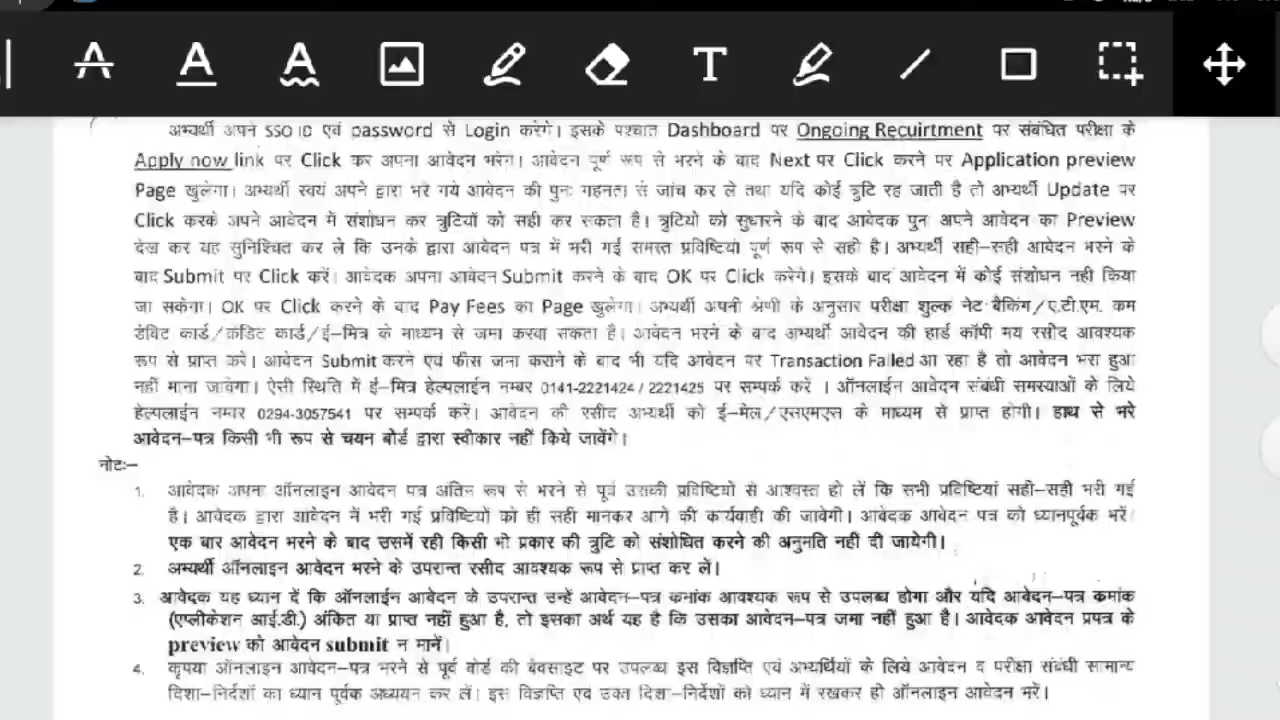 अभ्यर्थी अपने SSO ID एवं password से Login करेंगे। इसके पश्चात Dashboard पर Ongoing Recuirtment पर संबंधित परीक्षा के
Apply now link पर Click कर अपना आवेदन भरेगा। आवेदन पूर्ण रूप से भरने के बाद Next पर Click करने पर Application preview
Page खुलेगा। अभ्यर्थी स्वयं अपने द्वारा भरे गये आवेदन की पुनः गहनता से जांच कर ले तथा यदि कोई त्रुटि रह जाती है तो अभ्यर्थी Update पर
Click करके अपने आवेदन में संशोधन कर त्रुटियों को सही कर सकता है। त्रुटियो को सुधारने के बाद आवेदक पुन अपने आवेदन का Preview
देख कर यह सुनिश्चित कर ले कि उनके द्वारा आवेदन पत्र में भरी गई समस्त प्रविष्टियां पूर्ण रूप से सही है। अभ्यर्थी सही–सही आवेदन भरने के
बाद Submit पर Click करें। आवेदक अपना आवेदन Submit करने के बाद OK पर Click करेंगे। इसके बाद आवेदन में कोई संशोधन नही किया
जा सकेगा। OK पर Click करने के बाद Pay Fees का Page खुलेगा। अभ्यर्थी अपनी श्रेणी के अनुसार परीक्षा शुल्क नेट बैकिंग/ए.टी.एम. कम
डेबिट कार्ड/क्रेडिट कार्ड/ई–मित्र के माध्यम से जमा करवा सकता है। आवेदन भरने के बाद अभ्यर्थी आवेदन की हार्ड कॉपी मय रसीद आवश्यक
रूप से प्राप्त करे। आवेदन Submit करने एवं फीस जमा कराने के बाद भी यदि आवेदन पर Transaction Failed आ रहा है तो आवेदन भरा हुआ
नहीं माना जावेगा। ऐसी स्थिति में ई–मित्र हेल्पलाईन नम्बर 0141-2221424 / 2221425 पर सम्पर्क करें । ऑनलाईन आवेदन संबंधी समस्याओं के लिये
हेल्पलाईन नम्बर 0294-3057541 पर सम्पर्क करें। आवेदन की रसीद अभ्यर्थी को ई–मेल/एसएमएस के माध्यम से प्राप्त होगी। हाथ से भरे
आवेदन–पत्र किसी भी रूप से चयन बोर्ड द्वारा स्वीकार नहीं किये जावेंगे।
नोटः–
1. आवेदक अपना ऑनलाइन आवेदन पत्र अंतिम रूप से भरने से पूर्व उसकी प्रविष्टियो से आश्वस्त हो लें कि सभी प्रविष्टियां सही–सही भरी गई
है। आवेदक द्वारा आवेदन में भरी गई प्रविष्टियों को ही सही मानकर आगे की कार्यवाही की जावेगी। आवेदक आवेदन पत्र को ध्यानपूर्वक भरें
एक बार आवेदन भरने के बाद उसमें रही किसी भी प्रकार की त्रुटि को संशोधित करने की अनुमति नही दी जायेगी।
2. अभ्यर्थी ऑनलाईन आवेदन भरने के उपरान्त रसीद आवश्यक रूप से प्राप्त कर लें।
3. आवेदक यह ध्यान दें कि ऑनलाईन आवेदन के उपरान्त उन्हें आवेदन–पत्र क्रमांक आवश्यक रूप से उपलब्ध होगा और यदि आवेदन–पत्र क्रमांक
(एप्लीकेशन आई.डी.) अंकित या प्राप्त नहीं हुआ है, तो इसका अर्थ यह है कि उसका आवेदन–पत्र जमा नहीं हुआ है। आवेदक आवेदन प्रपत्र के
preview को आवेदन submit न मानें।
4. कृपया ऑनलाईन आवेदन–पत्र भरने से पूर्व बोर्ड की बेवसाइट पर उपलब्ध इस विज्ञप्ति एवं अभ्यर्थियों के लिये आवेदन व परीक्षा संबंधी सामान्य
दिशा–निर्देशों का ध्यान पूर्वक अध्ययन कर लें। इस विज्ञप्ति एवं उक्त दिशा–निर्देशों को ध्यान में रखकर ही ऑनलाईन आवेदन भरें।